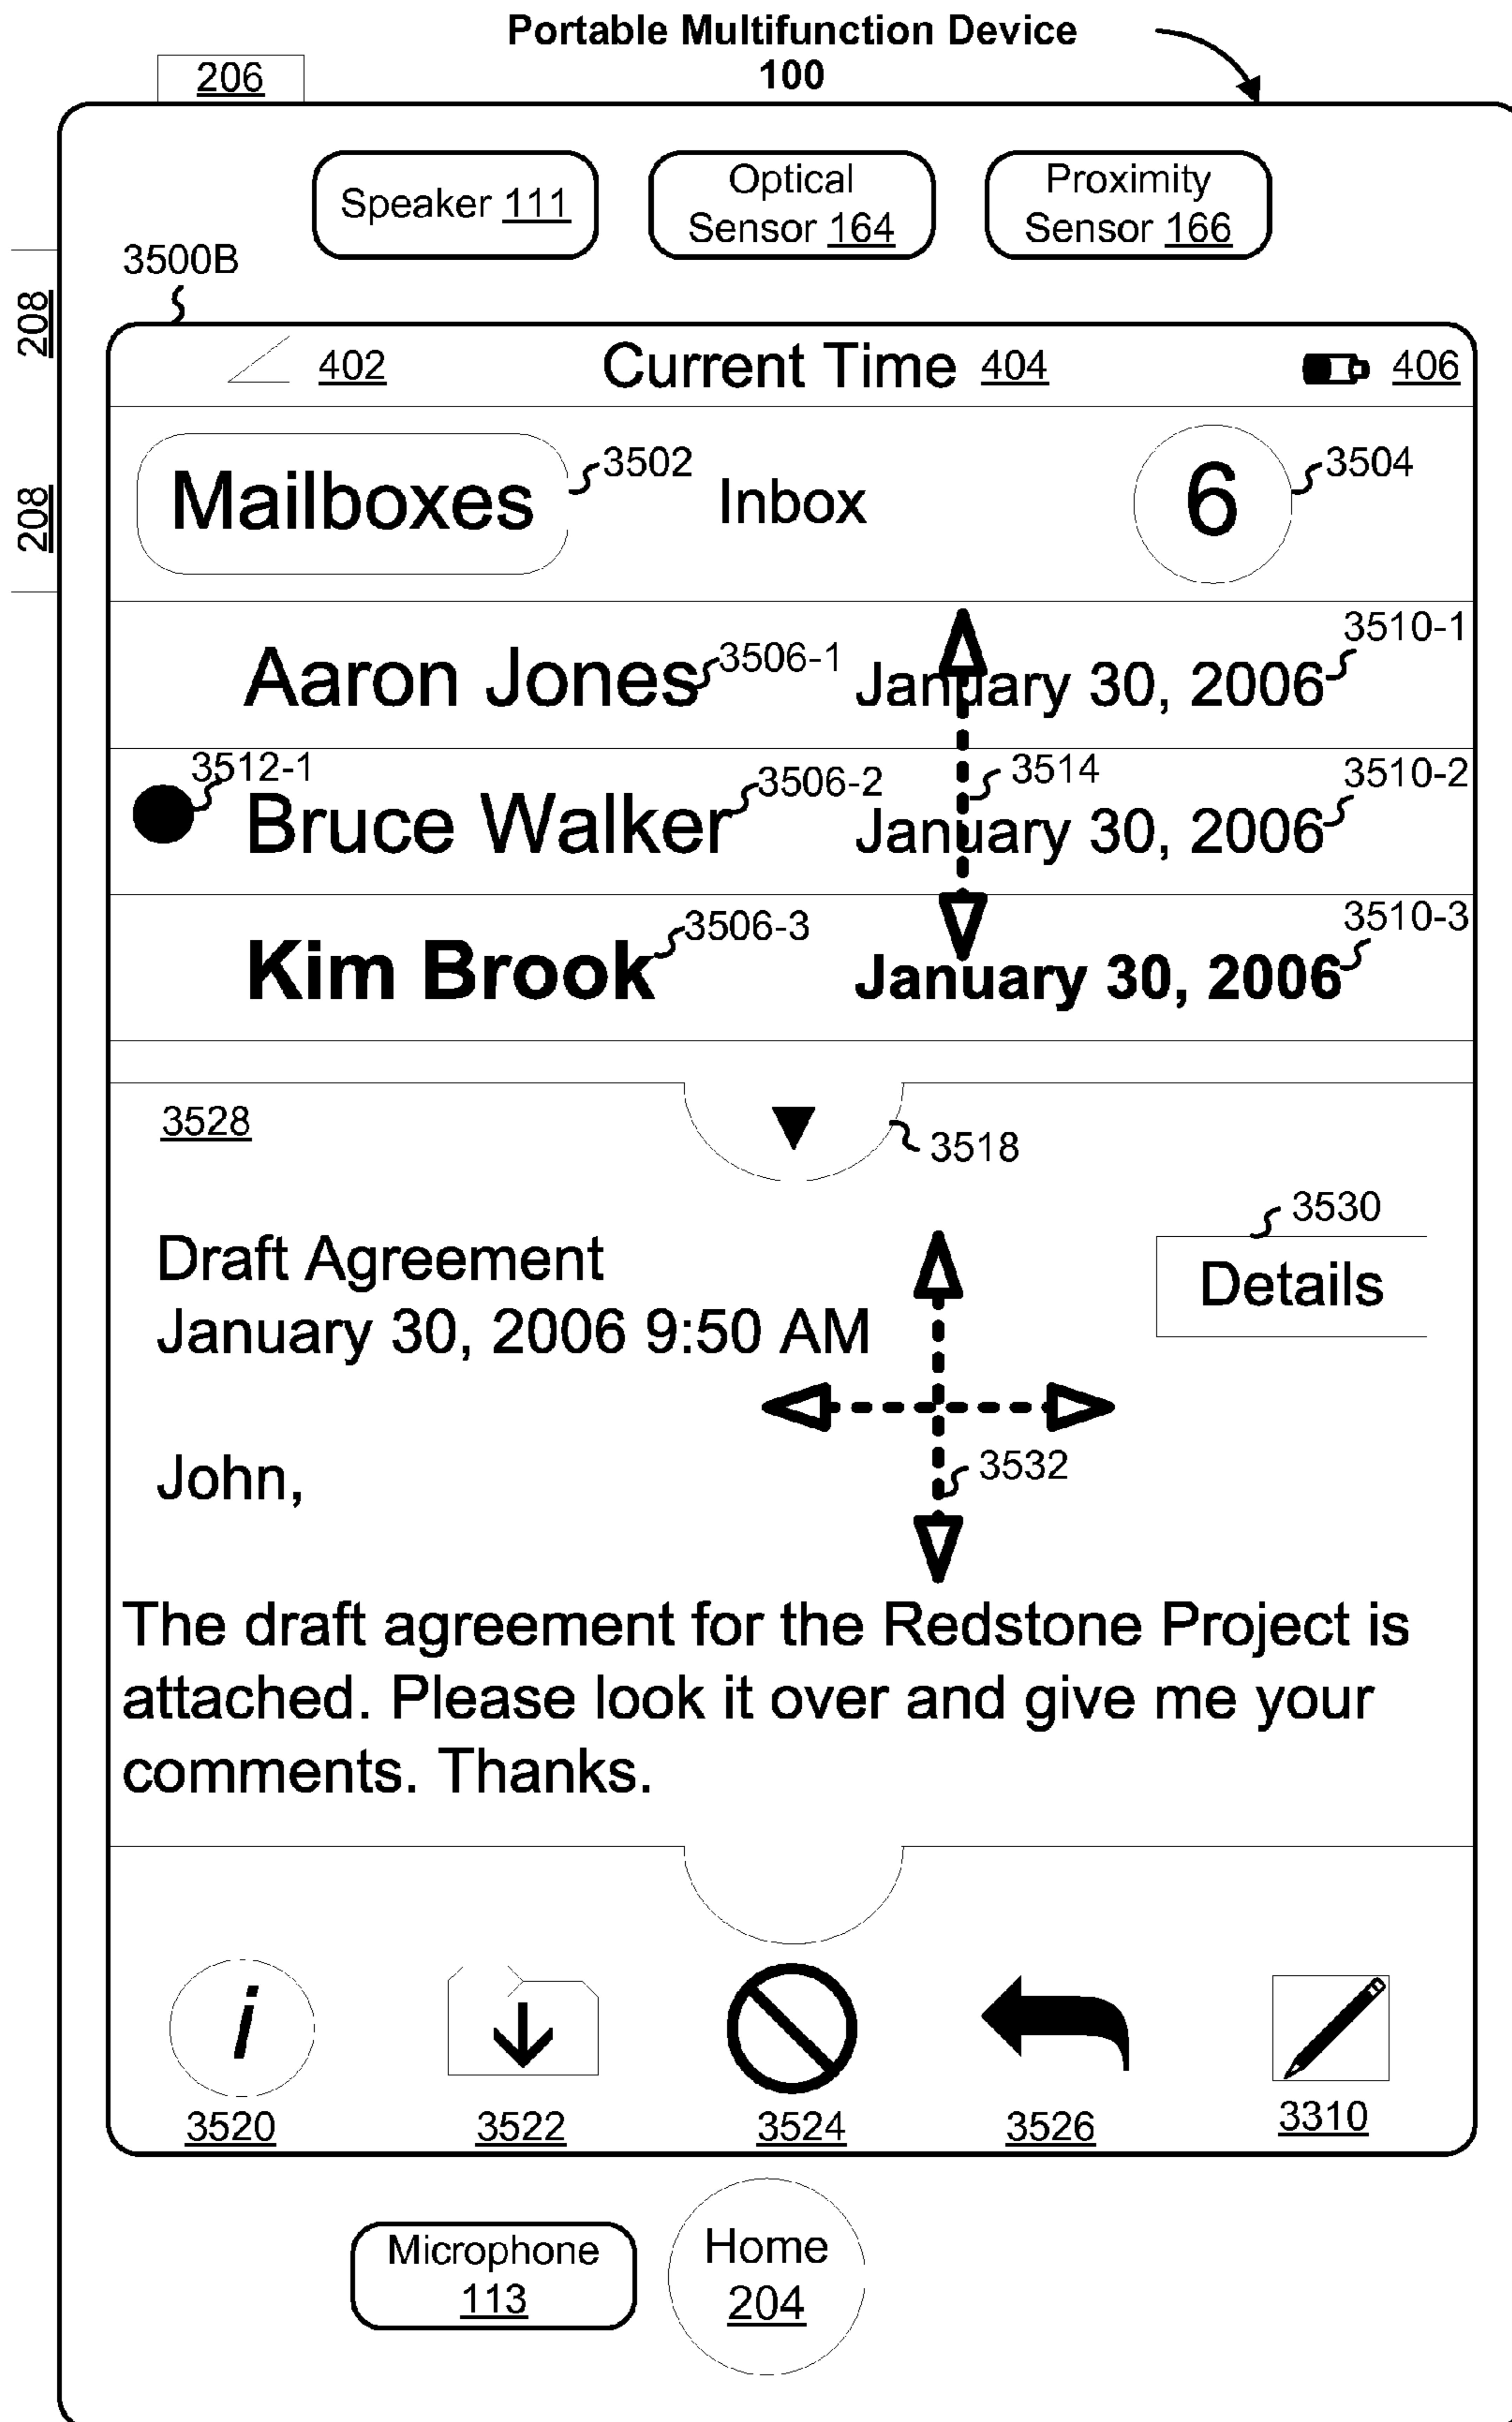 Portable Multifunction Device
100
206
Speaker 111
Optical
Sensor 164
Proximity
Sensor 166
3500B
208
208
402 Current Time 404 406
Mailboxes 3502 Inbox 6 3504
Aaron Jones 3506-1 January 30, 2006 3510-1
3512-1 Bruce Walker 3506-2 3514 January 30, 2006 3510-2
Kim Brook 3506-3 January 30, 2006 3510-3
3528
3518
3530
Draft Agreement
Details
January 30, 2006 9:50 AM
John,
3532
The draft agreement for the Redstone Project is
attached. Please look it over and give me your
comments. Thanks.
i
3520 3522 3524 3526 3310
Microphone
113
Home
204